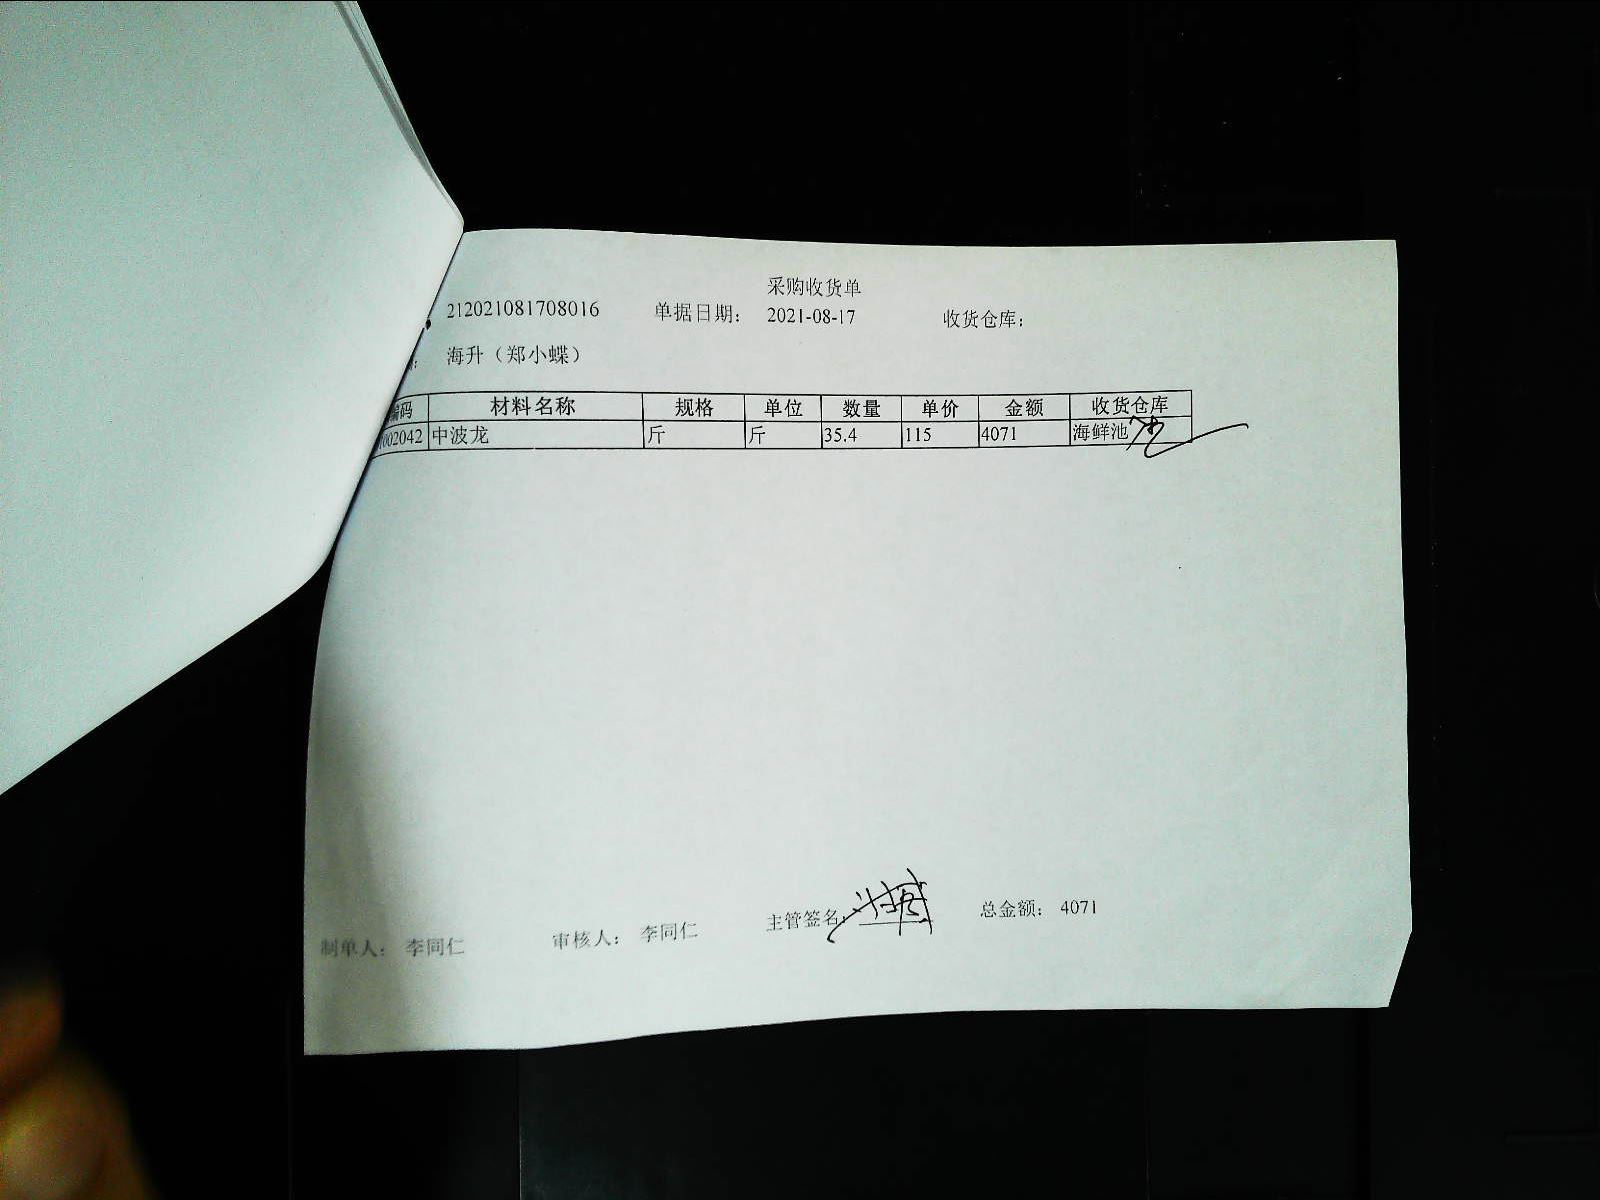 采购收货单
212021081708016 单据日期： 2021-08-17 收货仓库：
海升（郑小蝶）
编码 材料名称 规格 单位 数量 单价 金额 收货仓库
002042 中波龙 斤 斤 35.4 115 4071 海鲜池
制单人： 李同仁 审核人： 李同仁 主管签名： 总金额： 4071